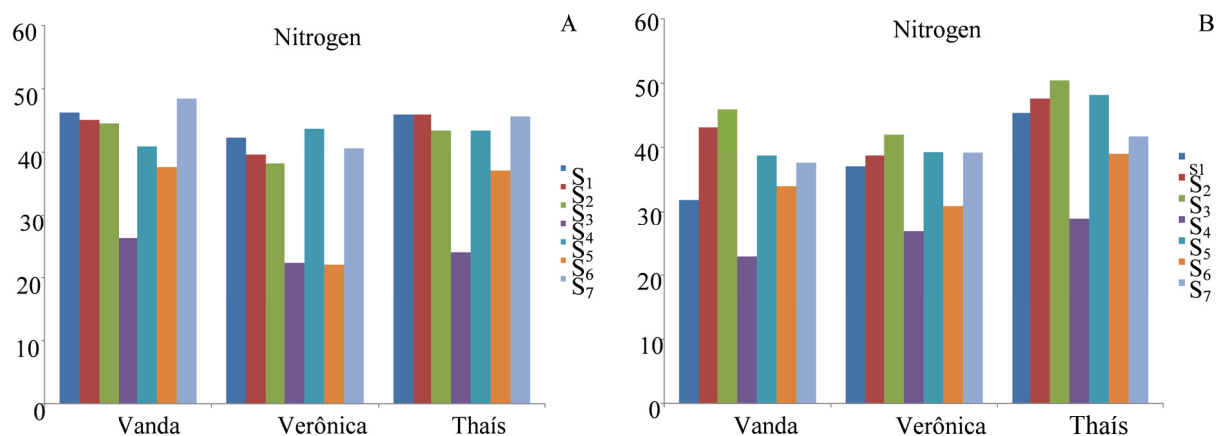 Nitrogen
A
60
50
40
30
20
10
0
Vanda
Verônica
Thaís
S
S1
S2
S3
S4
S5
S6
7
Nitrogen
B
60
50
40
30
20
10
0
Vanda
Verônica
Thaís
S1
S2
S3
S4
S5
S6
S7